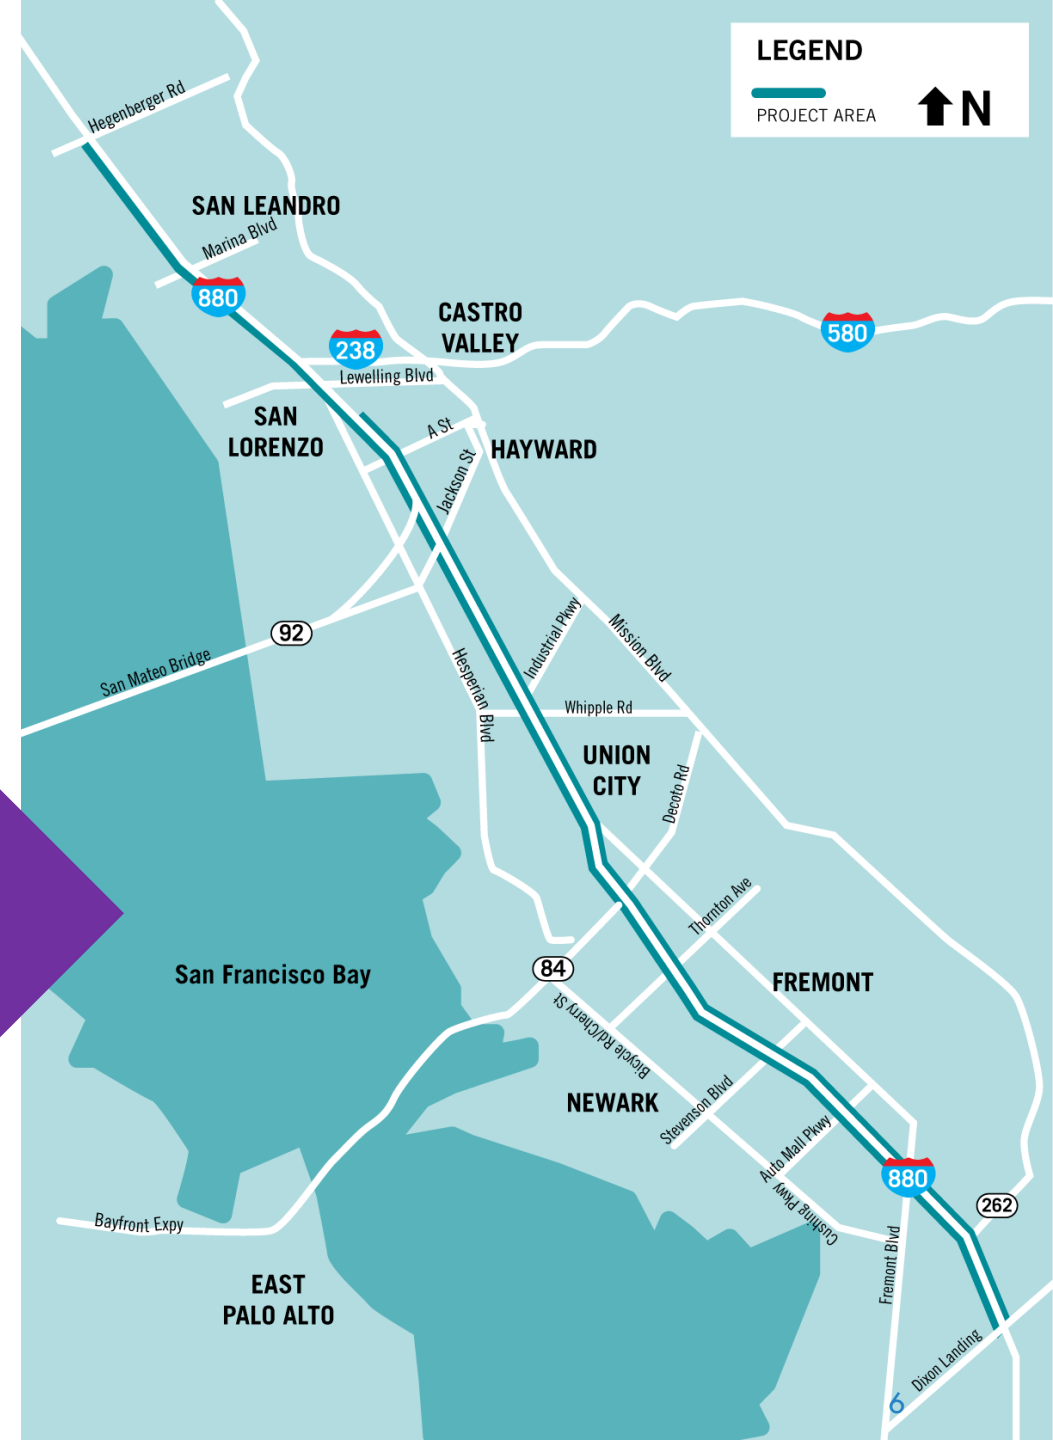 LEGEND
PROJECT AREA
N
Hegenberger Rd
SAN LEANDRO
Marina Blvd
880
CASTRO
VALLEY
580
238
Lewelling Blvd
SAN
LORENZO
A St
HAYWARD
Jackson St
92
San Mateo Bridge
Industrial Pkwy
Mission Blvd
Hesperian Blvd
Whipple Rd
UNION
CITY
Decoto Rd
Thornton Ave
San Francisco Bay
84
FREMONT
Bicycle Rd/Cherry St
NEWARK
Stevenson Blvd
Auto Mall Pkwy
880
Cushing Pkwy
262
Bayfront Expy
Fremont Blvd
EAST
PALO ALTO
Dixon Landing
6